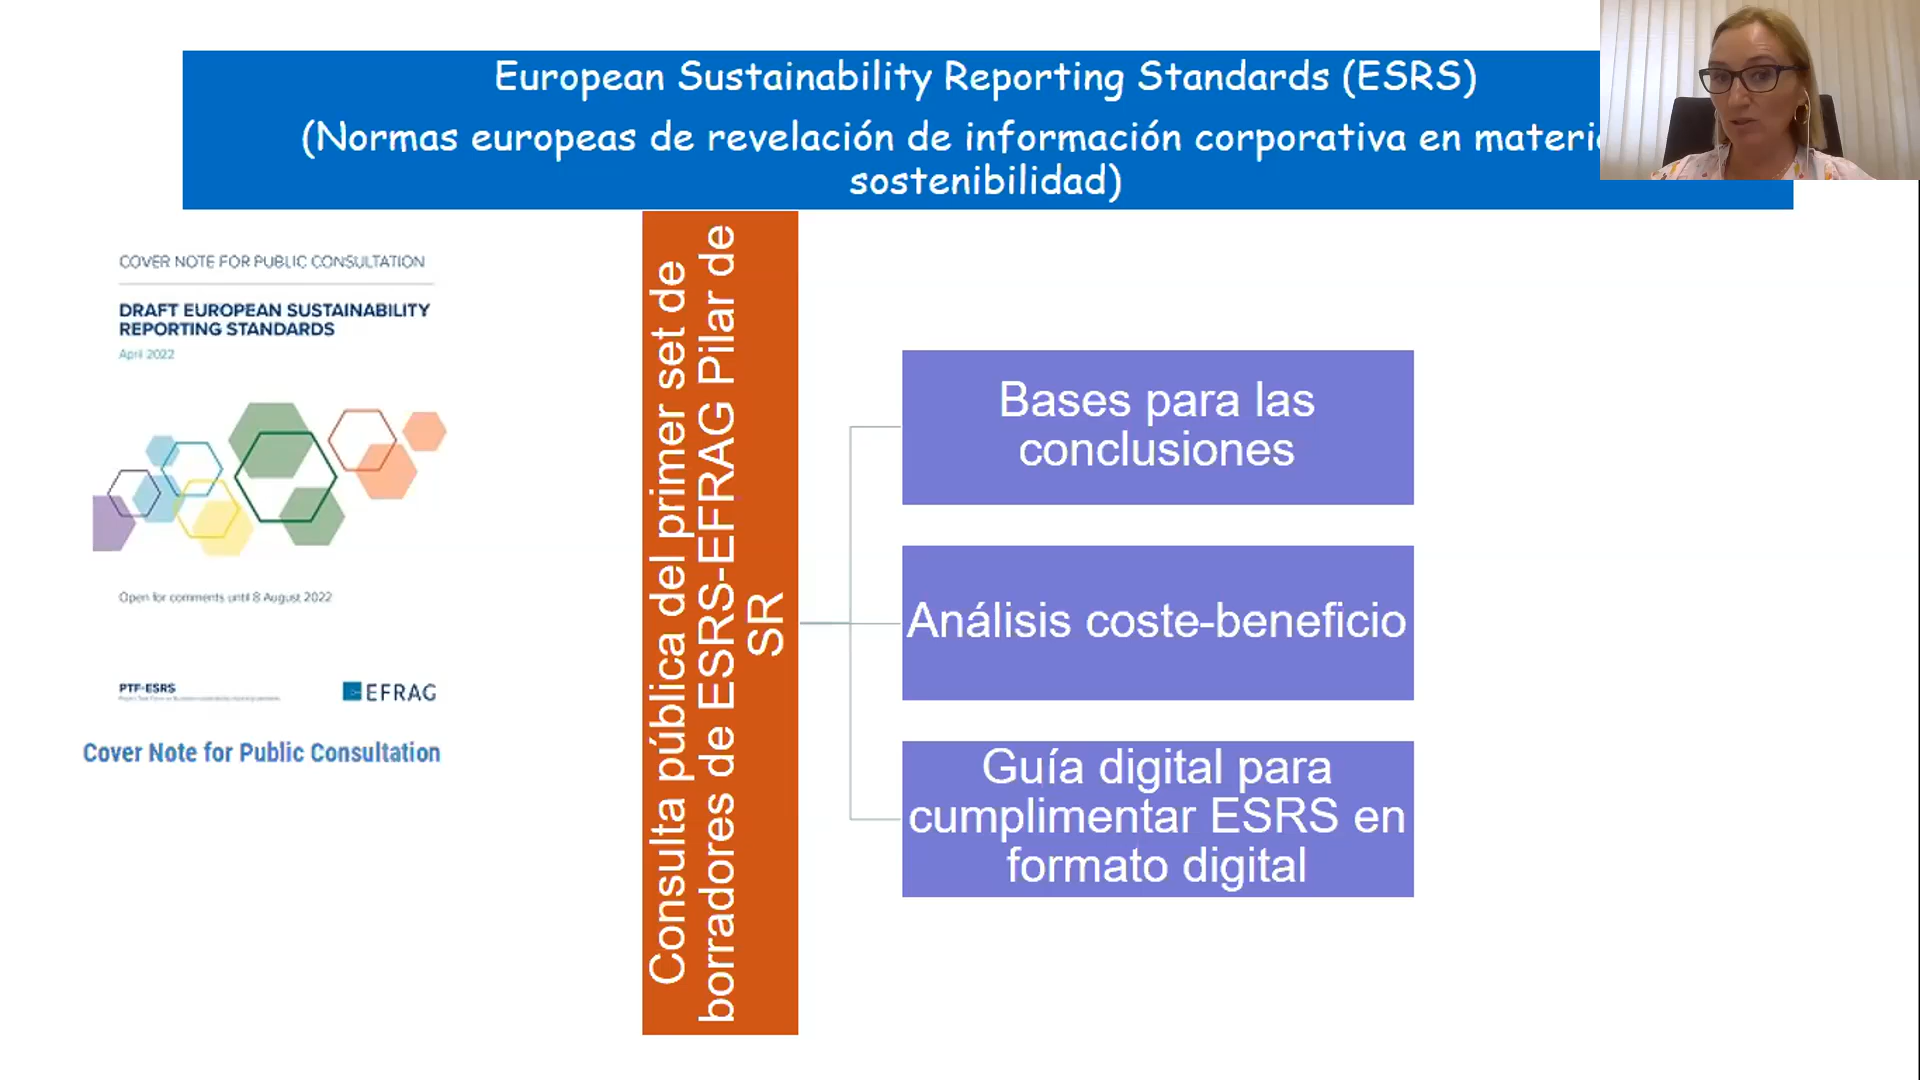 European Sustainability Reporting Standards (ESRS)
(Normas europeas de revelación de información corporativa en materi
sostenibilidad)
COVER NOTE FOR PUBLIC CONSULTATION
DRAFT EUROPEAN SUSTAINABILITY
REPORTING STANDARDS
April 2022
Open for comments until 8 August 2022
PTF-ESRS
EFRAG
Cover Note for Public Consultation
Consulta pública del primer set de
borradores de ESRS-EFRAG Pilar de
SR
Bases para las
conclusiones
Análisis coste-beneficio
Guía digital para
cumplimentar ESRS en
formato digital